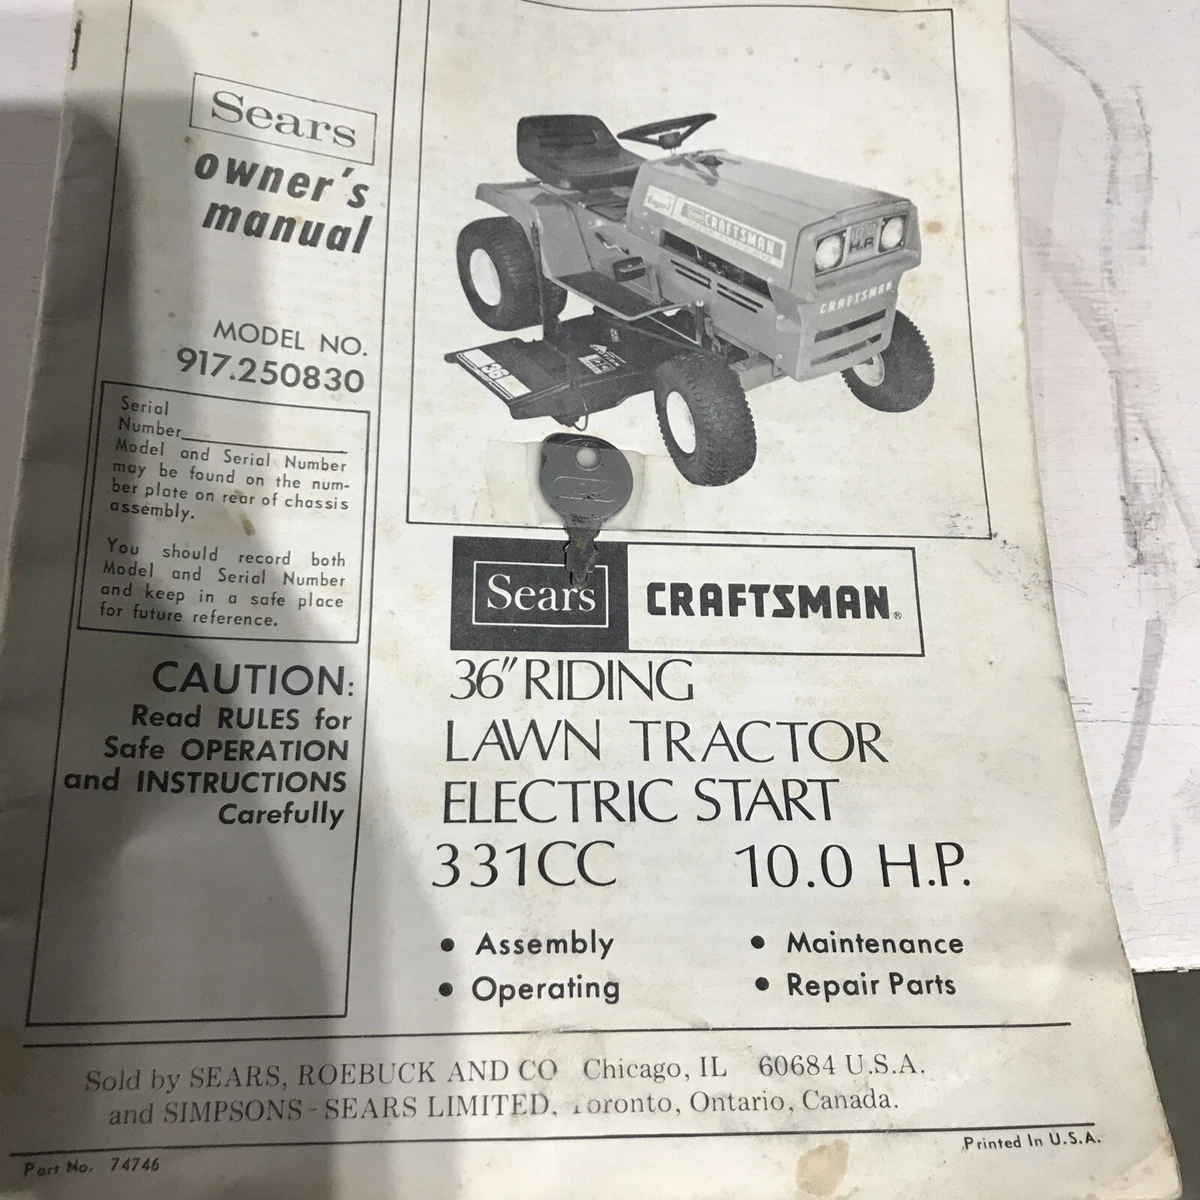 Sears
owner's
manual
MODEL NO.
917.250830
Serial
Number
Model and Serial Number
may be found on the num-
ber plate on rear of chassis
assembly.
You should record both
Model and Serial Number
and keep in a safe place
for future reference.
CAUTION:
Read RULES for
Safe OPERATION
and INSTRUCTIONS
Carefully
CRAFTSMAN
10.0
H.P.
CRAFTSMAN
36
Sears
CRAFTSMAN®
36" RIDING
LAWN TRACTOR
ELECTRIC START
331CC 10.0 H.P.
• Assembly • Maintenance
• Operating • Repair Parts
Sold by SEARS, ROEBUCK AND CO Chicago, IL 60684 U.S.A.
and SIMPSONS-SEARS LIMITED, Toronto, Ontario, Canada.
Part No. 74746
Printed In U.S.A.